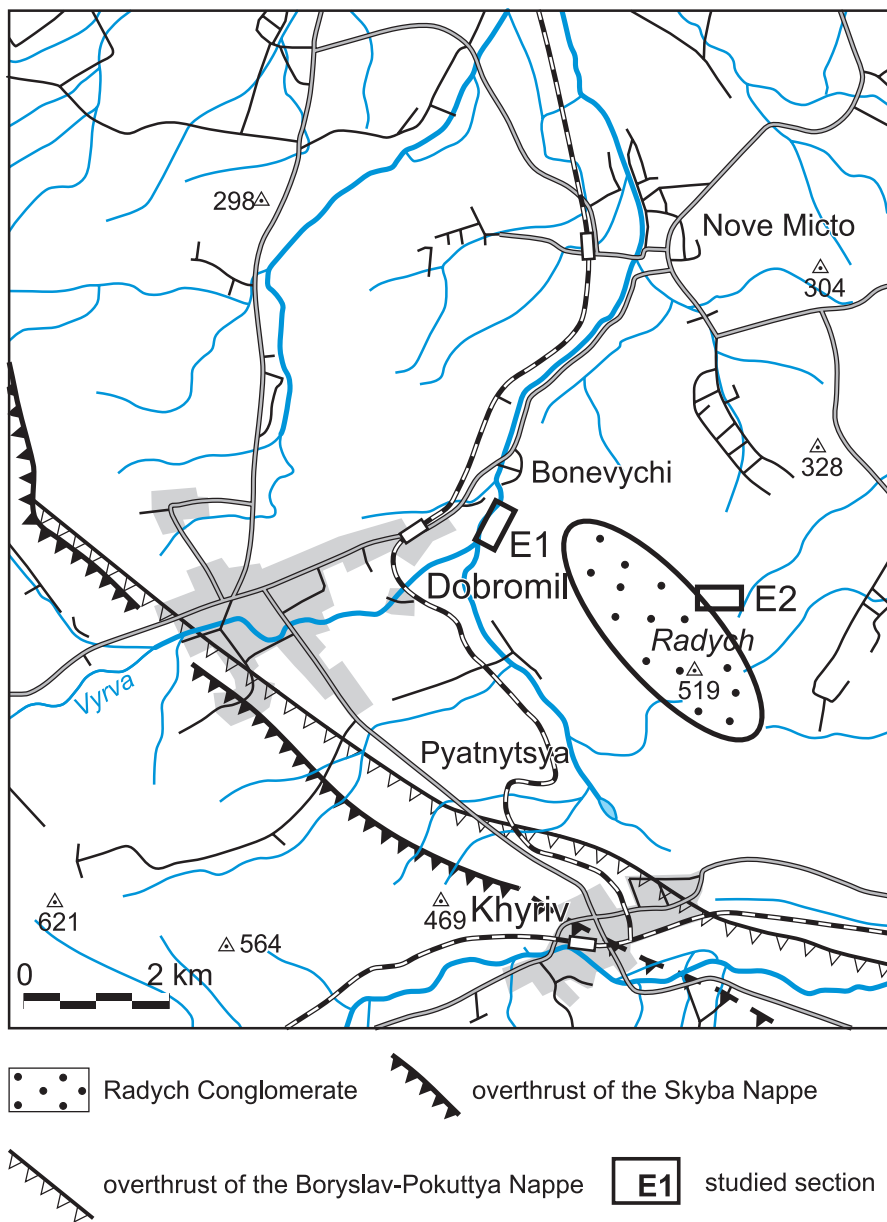 298
Nove Micto
304
328
Bonevychi
E1
Dobromil
E2
Radych
519
Vyrva
Pyatnytsya
621
564
469
Khyriv
0 2 km
Radych Conglomerate
overthrust of the Skyba Nappe
overthrust of the Boryslav-Pokuttya Nappe
E1
studied section